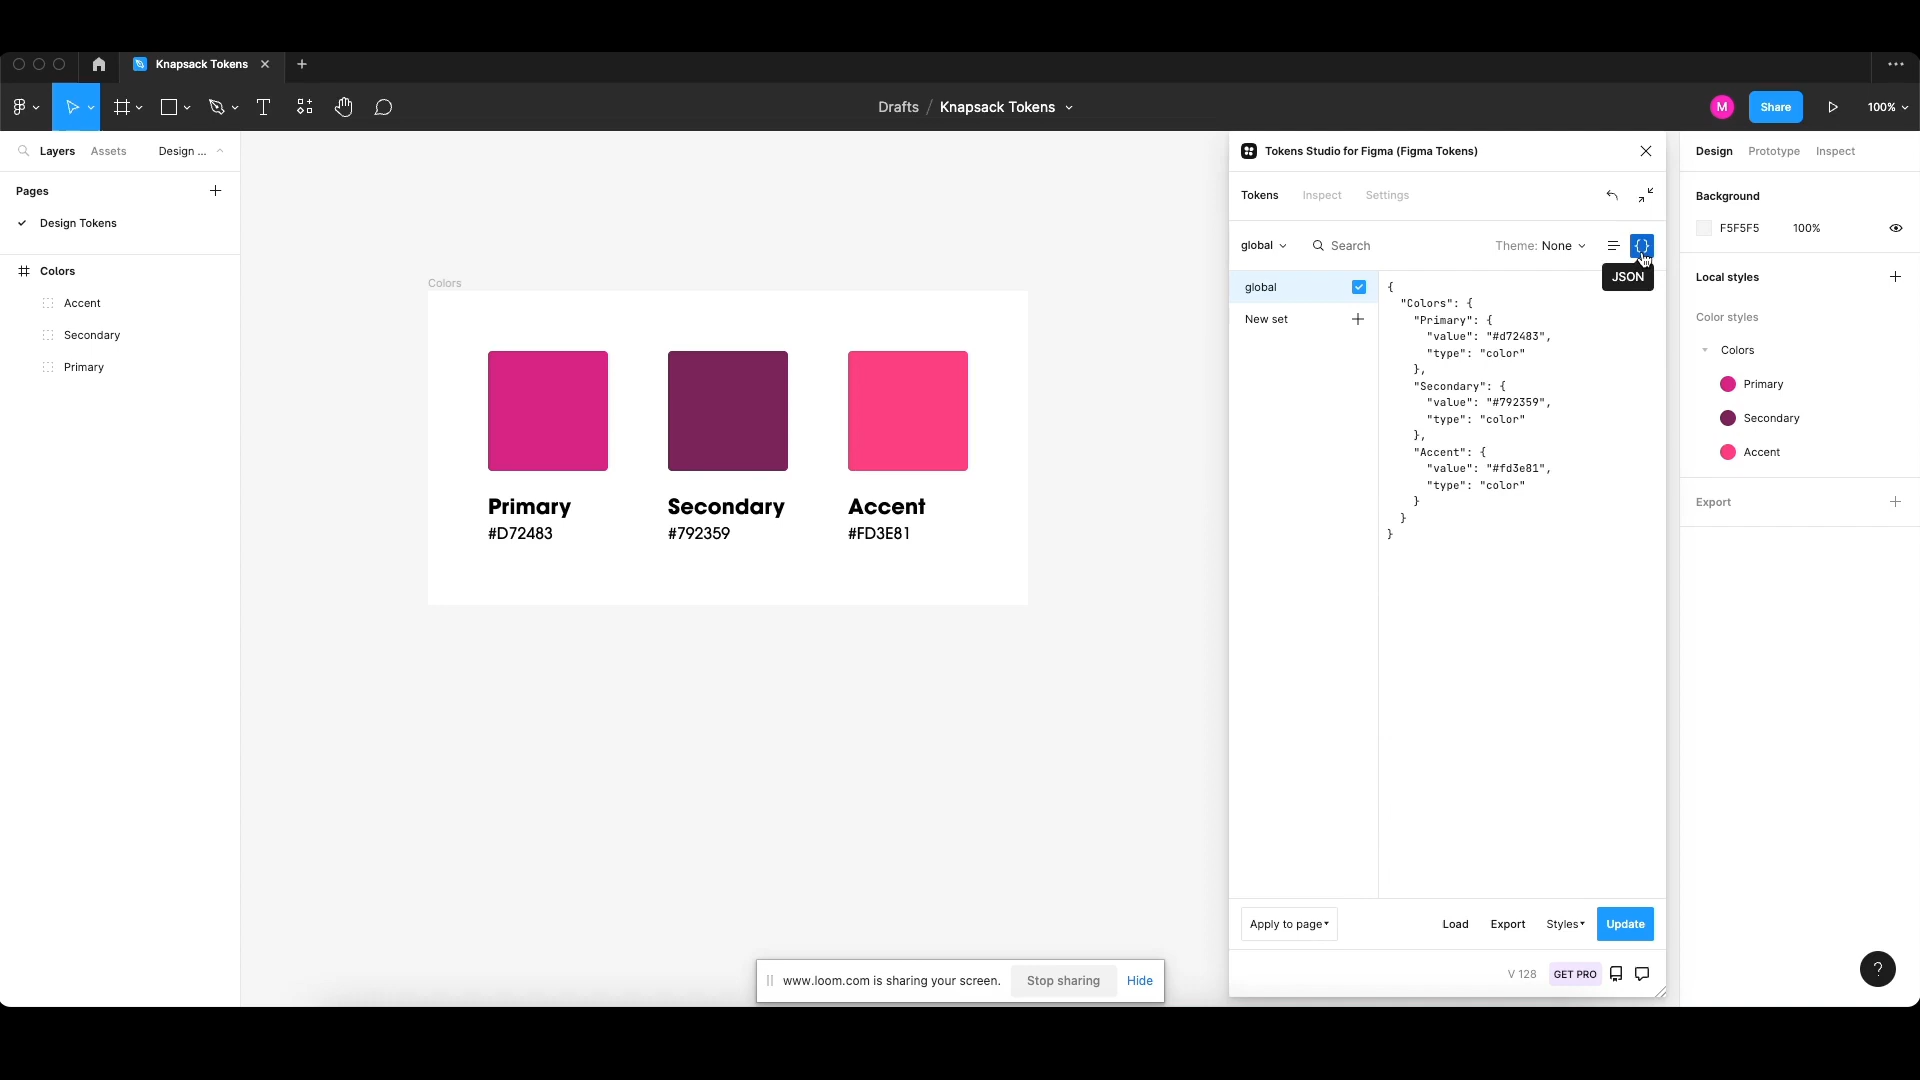 Knapsack Tokens
Drafts / Knapsack Tokens
M
Share
100%
Layers
Assets
Design ...
Pages
Design Tokens
Colors
Accent
Secondary
Primary
Colors
Primary
#D72483
Secondary
#792359
Accent
#FD3E81
Tokens Studio for Figma (Figma Tokens)
Tokens
Inspect
Settings
global
Search
Theme: None
{}
JSON
global
New set
{
"Colors": {
"Primary": {
"value": "#d72483",
"type": "color"
},
"Secondary": {
"value": "#792359",
"type": "color"
},
"Accent": {
"value": "#fd3e81",
"type": "color"
}
}
}
Apply to page
Load
Export
Styles
Update
V 128
GET PRO
Design
Prototype
Inspect
Background
F5F5F5
100%
Local styles
Color styles
Colors
Primary
Secondary
Accent
Export
?
www.loom.com is sharing your screen.
Stop sharing
Hide